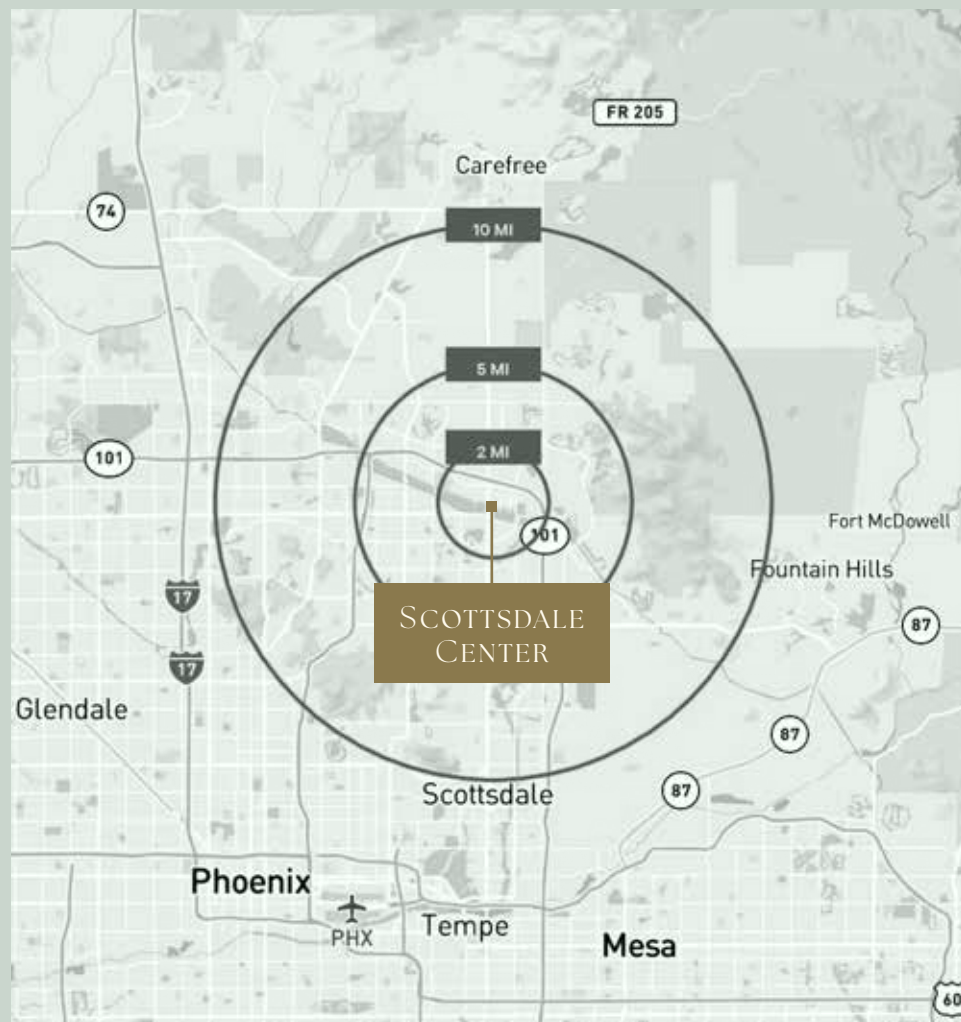 FR 205
Carefree
74
10 MI
5 MI
2 MI
101
101
Fort McDowell
Fountain Hills
17
87
SCOTTSDALE
CENTER
17
Glendale
87
87
Scottsdale
Phoenix
PHX
Tempe
Mesa
60